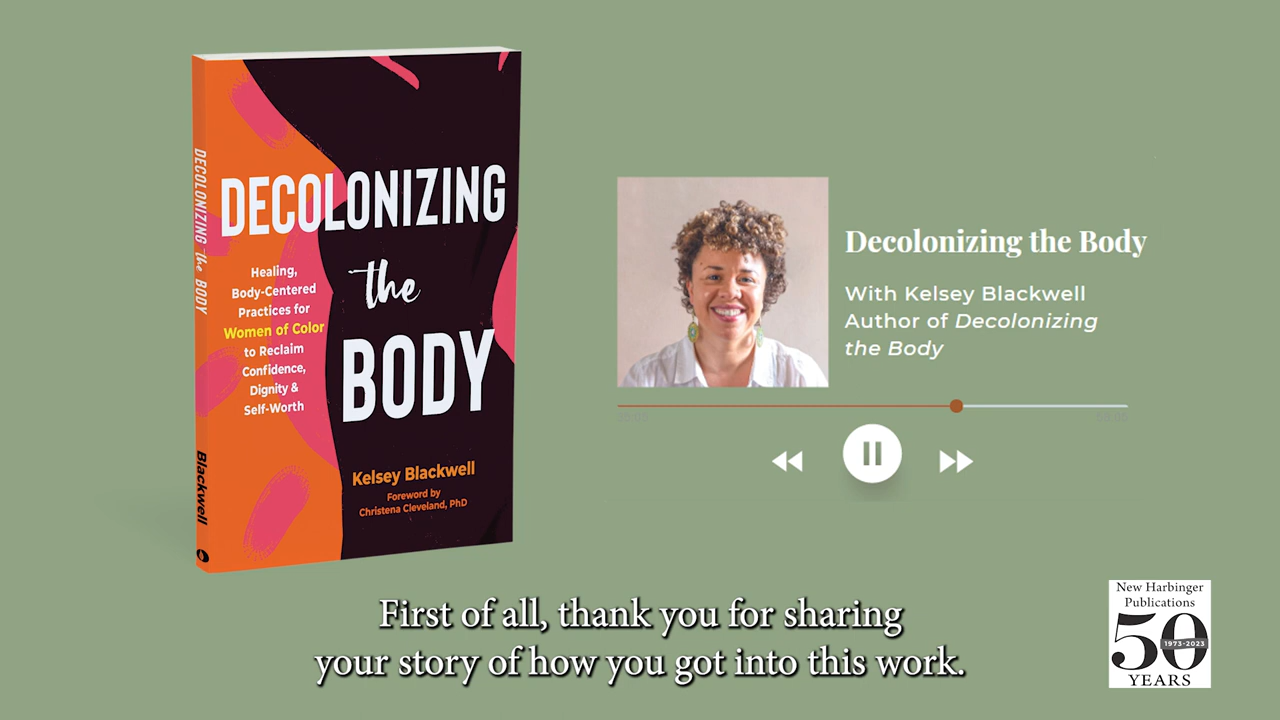 DECOLONIZING the BODY
Blackwell
DECOLONIZING
the
BODY
Healing,
Body-Centered
Practices for
Women of Color
to Reclaim
Confidence,
Dignity &
Self-Worth
Kelsey Blackwell
Foreword by
Christena Cleveland, PhD
Decolonizing the Body
With Kelsey Blackwell
Author of Decolonizing
the Body
First of all, thank you for sharing
your story of how you got into this work.
New Harbinger
Publications
50
1973-2023
YEARS